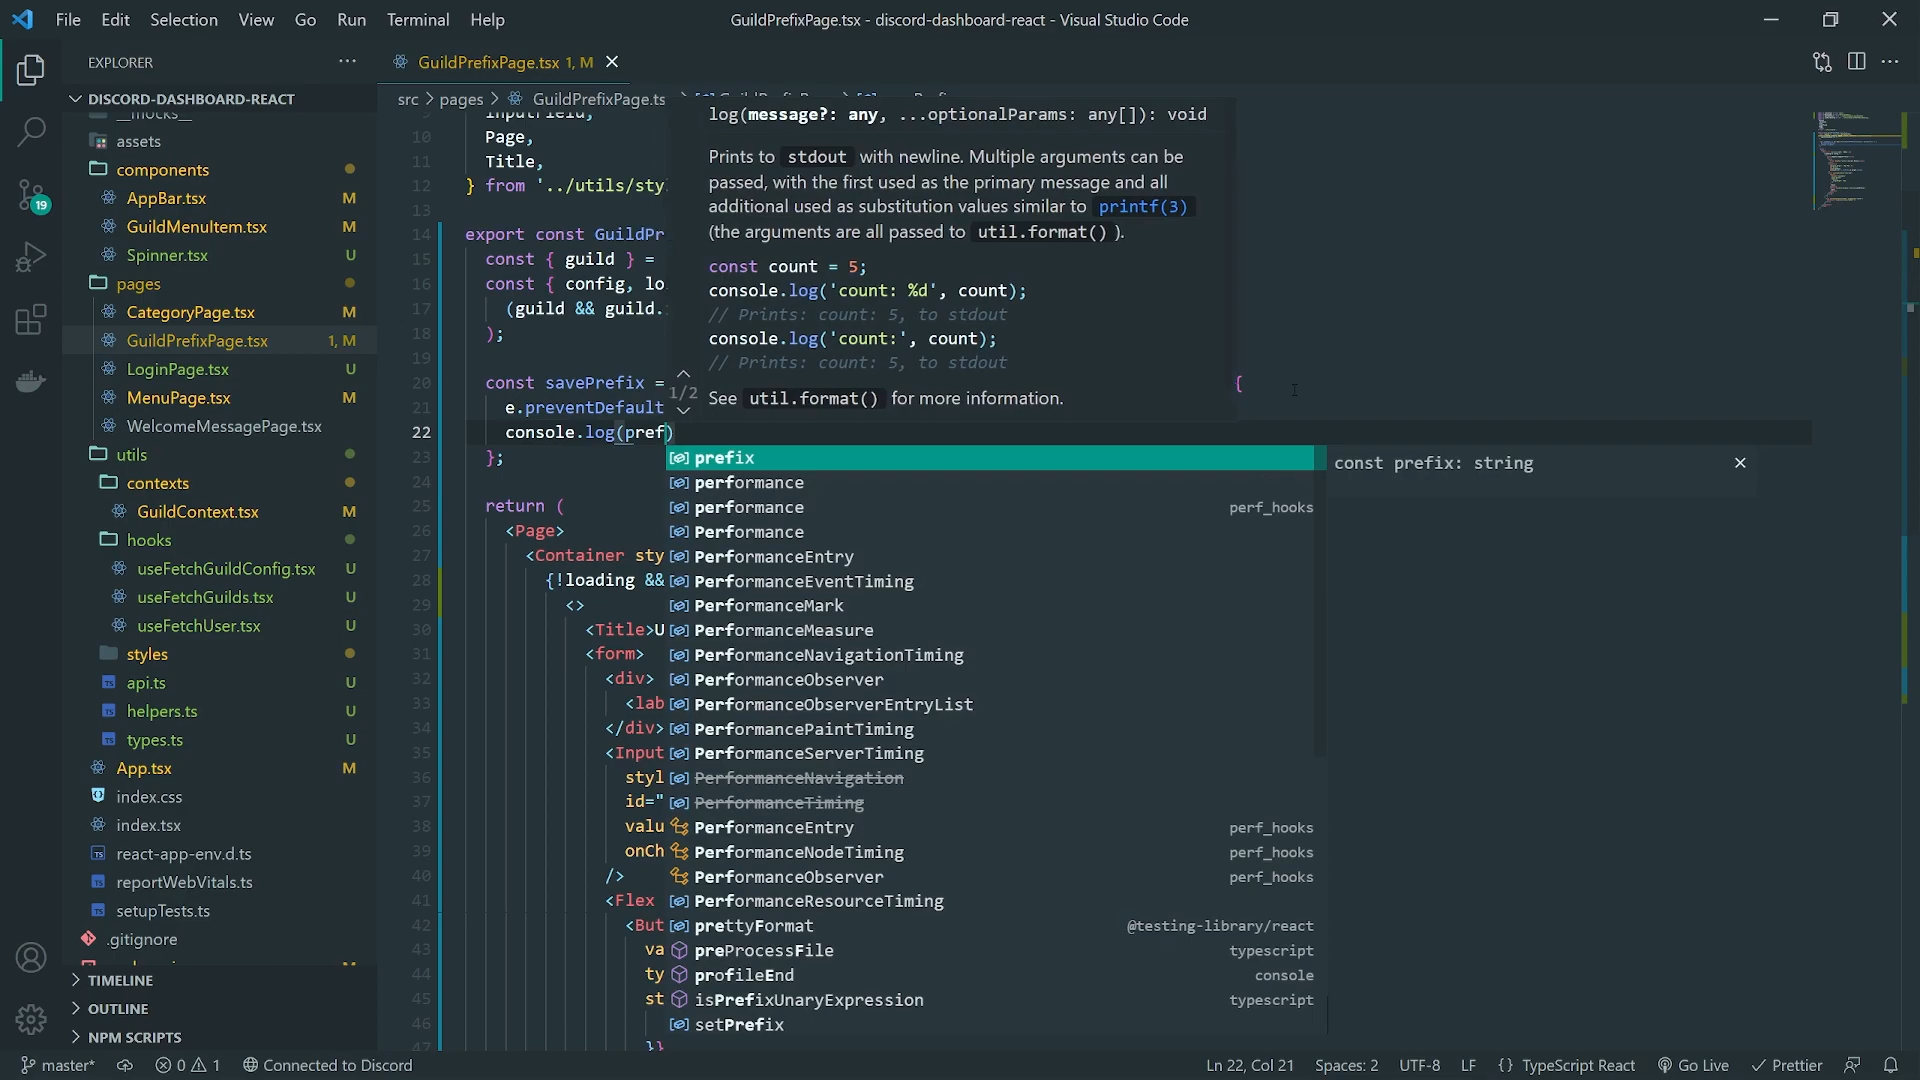 File Edit Selection View Go Run Terminal Help
GuildPrefixPage.tsx - discord-dashboard-react - Visual Studio Code
EXPLORER
DISCORD-DASHBOARD-REACT
__mocks__
assets
components
AppBar.tsx M
GuildMenuItem.tsx M
Spinner.tsx U
pages
CategoryPage.tsx M
GuildPrefixPage.tsx 1, M
LoginPage.tsx U
MenuPage.tsx M
WelcomeMessagePage.tsx
utils
contexts
GuildContext.tsx M
hooks
useFetchGuildConfig.tsx U
useFetchGuilds.tsx U
useFetchUser.tsx U
styles
api.ts U
helpers.ts U
types.ts U
App.tsx M
index.css
index.tsx
react-app-env.d.ts
reportWebVitals.ts
setupTests.ts
.gitignore
TIMELINE
OUTLINE
NPM SCRIPTS
19
GuildPrefixPage.tsx 1, M
src > pages > GuildPrefixPage.ts
9 InputField,
10 Page,
11 Title,
12 } from '../utils/sty
13
14 export const GuildPr
15 const { guild } =
16 const { config, lo
17 (guild && guild.
18 );
19
20 const savePrefix = {
21 e.preventDefault
22 console.log(pref)
23 };
24
25 return (
26 <Page>
27 <Container sty
28 {!loading &&
29 <>
30 <Title>U
31 <form>
32 <div>
33 <lab
34 </div>
35 <Input
36 styl
37 id="
38 valu
39 onCh
40 />
41 <Flex
42 <But
43 va
44 ty
45 st
46
47 }}
log(message?: any, ...optionalParams: any[]): void
Prints to stdout with newline. Multiple arguments can be
passed, with the first used as the primary message and all
additional used as substitution values similar to printf(3)
(the arguments are all passed to util.format() ).
const count = 5;
console.log('count: %d', count);
// Prints: count: 5, to stdout
console.log('count:', count);
// Prints: count: 5, to stdout
1/2
See util.format() for more information.
prefix
performance
performance perf_hooks
Performance
PerformanceEntry
PerformanceEventTiming
PerformanceMark
PerformanceMeasure
PerformanceNavigationTiming
PerformanceObserver
PerformanceObserverEntryList
PerformancePaintTiming
PerformanceServerTiming
PerformanceNavigation
PerformanceTiming
PerformanceEntry perf_hooks
PerformanceNodeTiming perf_hooks
PerformanceObserver perf_hooks
PerformanceResourceTiming
prettyFormat @testing-library/react
preProcessFile typescript
profileEnd console
isPrefixUnaryExpression typescript
setPrefix
const prefix: string
master* 0 1 Connected to Discord
Ln 22, Col 21 Spaces: 2 UTF-8 LF {} TypeScript React Go Live Prettier